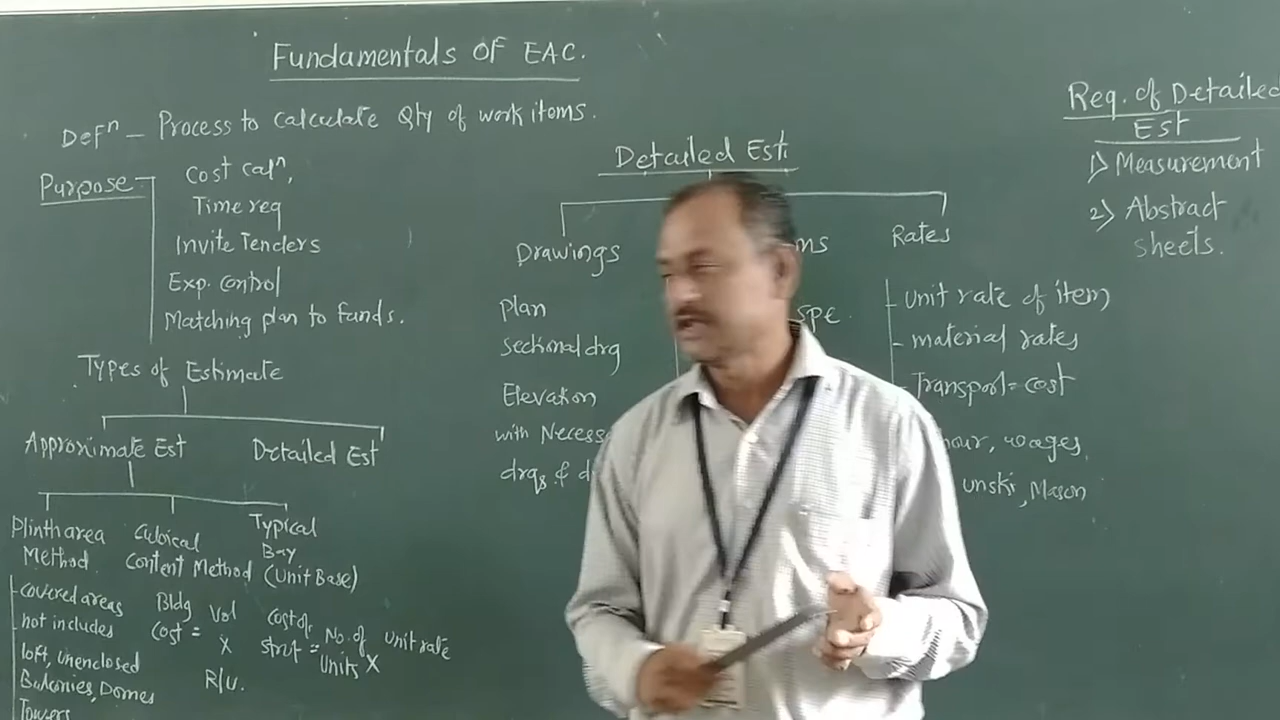 Fundamentals OF EAC.
Defⁿ – Process to calculate Qty of work items.
Purpose
Cost calⁿ,
Time req
Invite Tenders
Exp. control
Matching plan to funds.
Types of Estimate
Approximate Est
Detailed Est
Plinth area
Method.
Cubical
Content Method
Typical
Bay
(Unit Base)
- covered areas
not includes
loft, unenclosed
Balconies, Domes
Towers
Bldg Vol
cost = X
R/U.
cost of No. of unit rate
strut = Units X
Detailed Est.
Drawings
Plan
Sectional drg
Elevation
with
drgs &
Rates
- unit rate of item
- material rates
- Transport = cost
wages,
Mason
Req. of Detailed
Est
1) Measurement
2) Abstract
sheets.